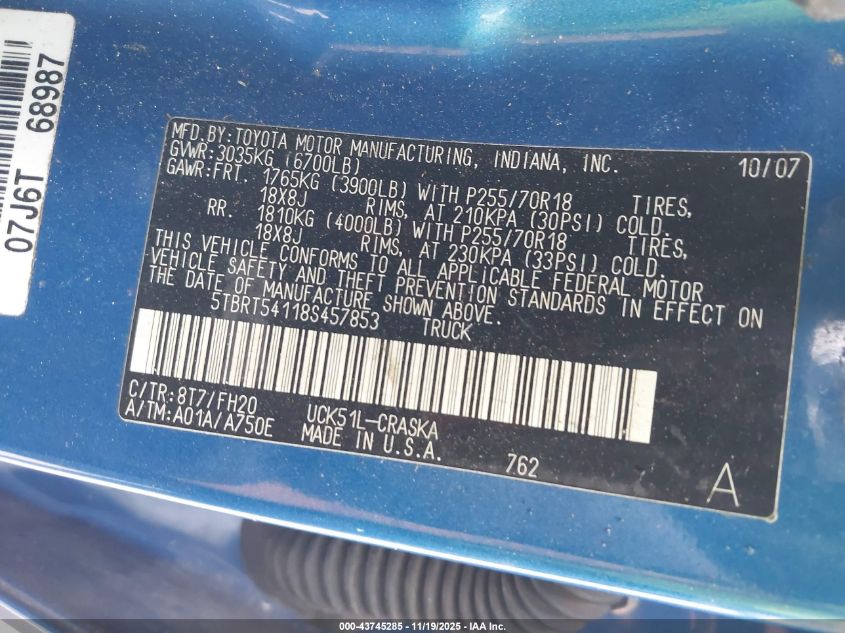 07J6T 68987
MFD.BY:TOYOTA MOTOR MANUFACTURING, INDIANA, INC. 10/07
GVWR:3035KG (6700LB)
GAWR:FRT. 1765KG (3900LB) WITH P255/70R18 TIRES,
18X8J RIMS, AT 210KPA (30PSI) COLD.
RR. 1810KG (4000LB) WITH P255/70R18 TIRES,
18X8J RIMS, AT 230KPA (33PSI) COLD.
THIS VEHICLE CONFORMS TO ALL APPLICABLE FEDERAL MOTOR
VEHICLE SAFETY AND THEFT PREVENTION STANDARDS IN EFFECT ON
THE DATE OF MANUFACTURE SHOWN ABOVE.
5TBRT54118S457853 TRUCK
C/TR:8T7/FH20 UCK51L-CRASKA
A/TM:A01A/A750E MADE IN U.S.A. 762 A
000-43745285 - 11/19/2025 - IAA Inc.